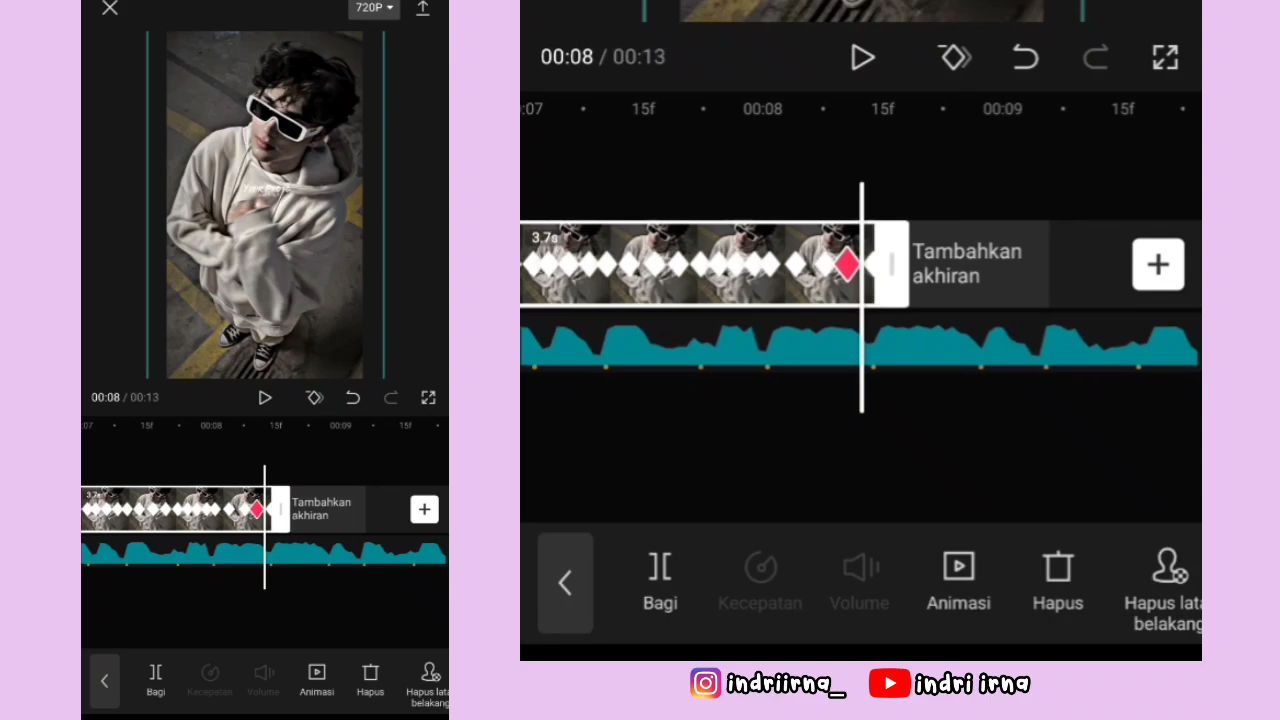 720P
00:08 / 00:13
:07 15f 00:08 15f 00:09 15f
3.7s
Tambahkan
akhiran
Bagi
Kecepatan
Volume
Animasi
Hapus
Hapus lata
belakang
00:08 / 00:13
07 15f 00:08 15f 00:09 15f
3.7s
Tambahkan
akhiran
Bagi
Kecepatan
Volume
Animasi
Hapus
Hapus lata
belakang
indriirna_
indri irna